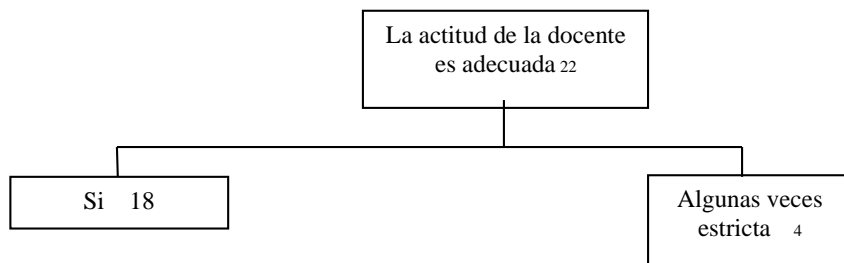 La actitud de la docente
es adecuada 22
Si 18
Algunas veces
estricta 4